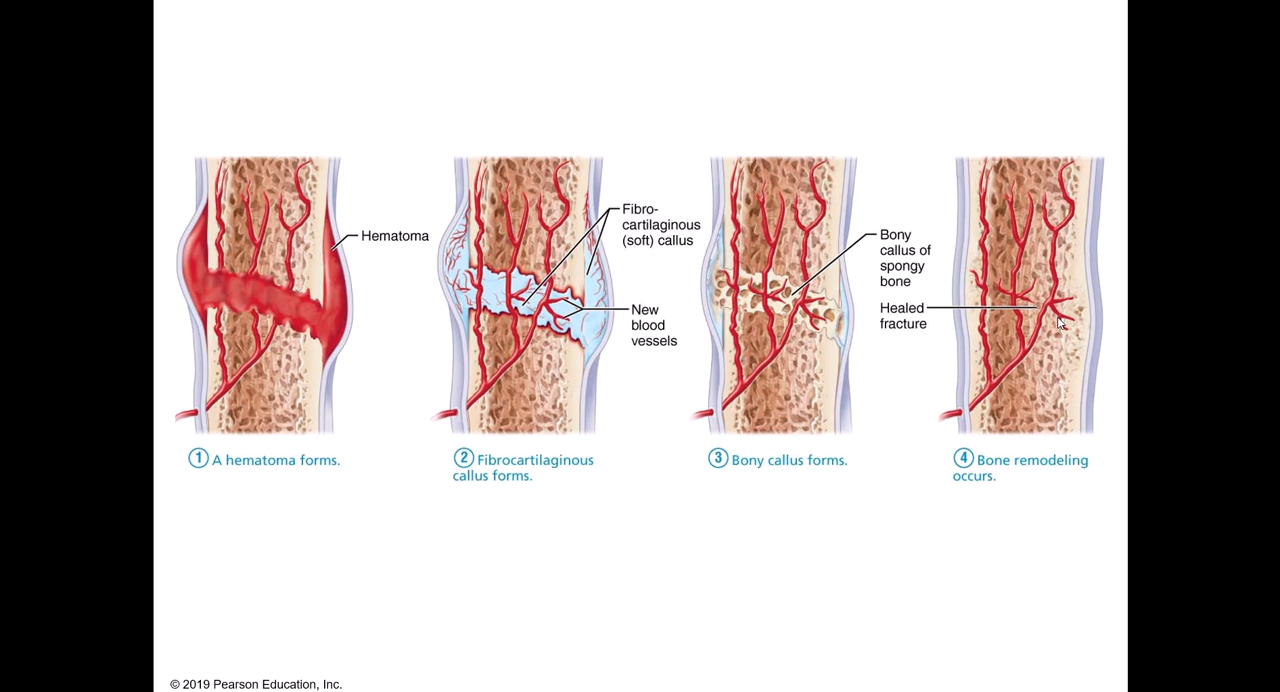 Hematoma
Fibro-
cartilaginous
(soft) callus
New
blood
vessels
Bony
callus of
spongy
bone
Healed
fracture
1 A hematoma forms.
2 Fibrocartilaginous
callus forms.
3 Bony callus forms.
4 Bone remodeling
occurs.
© 2019 Pearson Education, Inc.